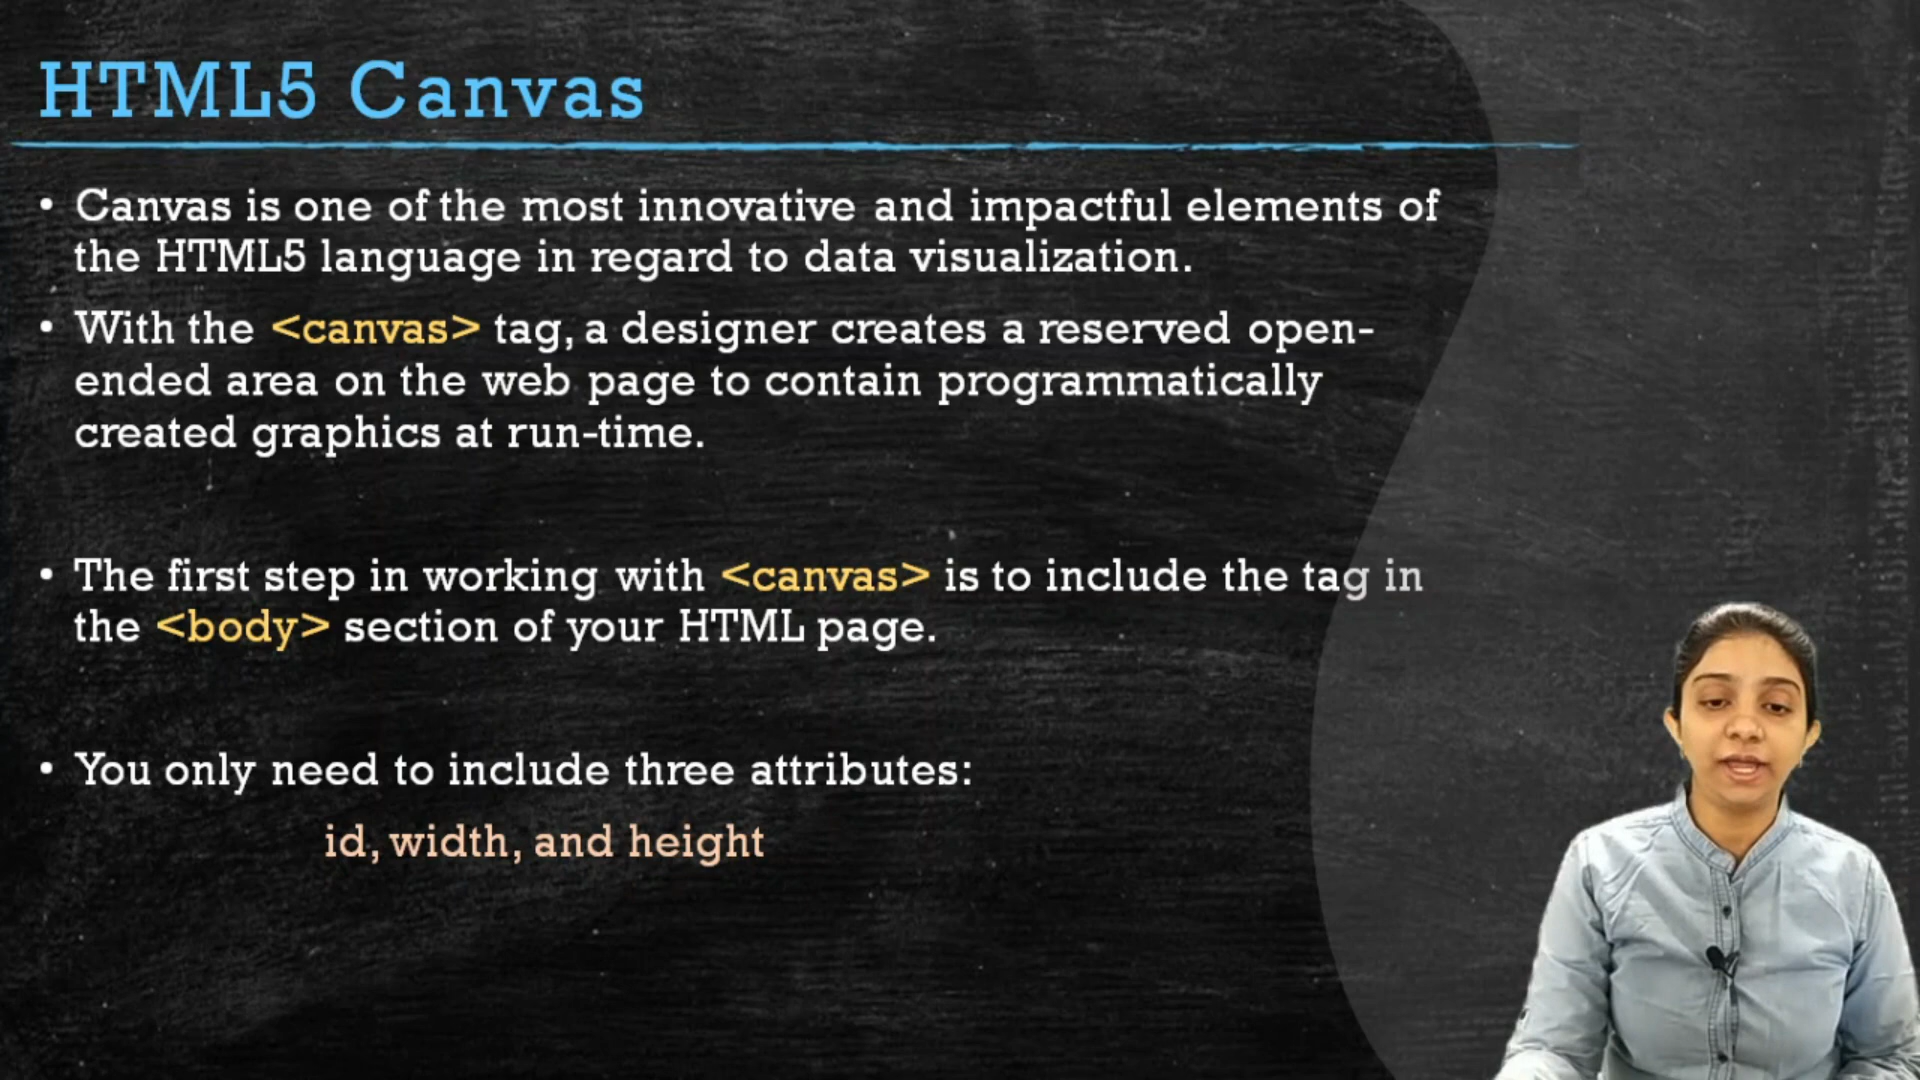 HTML5 Canvas
• Canvas is one of the most innovative and impactful elements of
the HTML5 language in regard to data visualization.
• With the <canvas> tag, a designer creates a reserved open-
ended area on the web page to contain programmatically
created graphics at run-time.
• The first step in working with <canvas> is to include the tag in
the <body> section of your HTML page.
• You only need to include three attributes:
id, width, and height